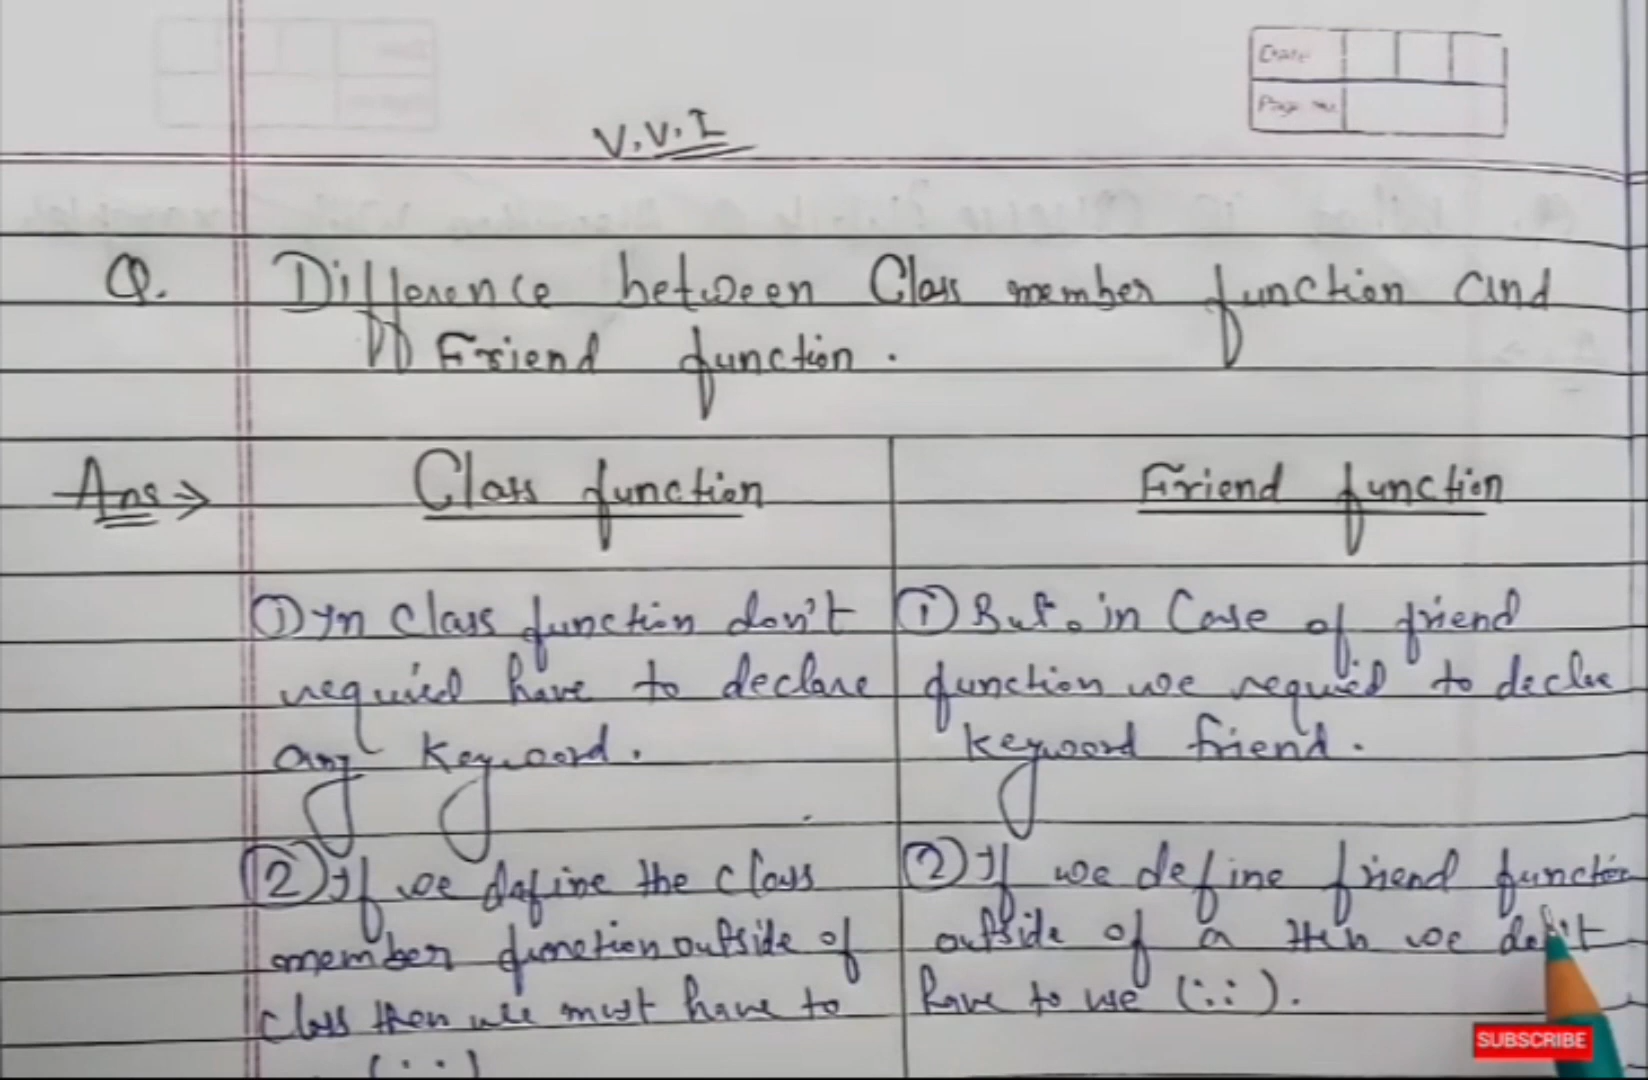 Date
Page no.
V.V.I
Q. Difference between Class member function and
Friend function.
Ans → Class function
Friend function
① In class function don't
requried have to declare
any keyword.
① But in Case of friend
function we requried to declre
keyword friend.
② If we define the class
member function outside of
class then we must have to
(::)
② If we define friend function
outside of a then we don't
have to use (::).
SUBSCRIBE